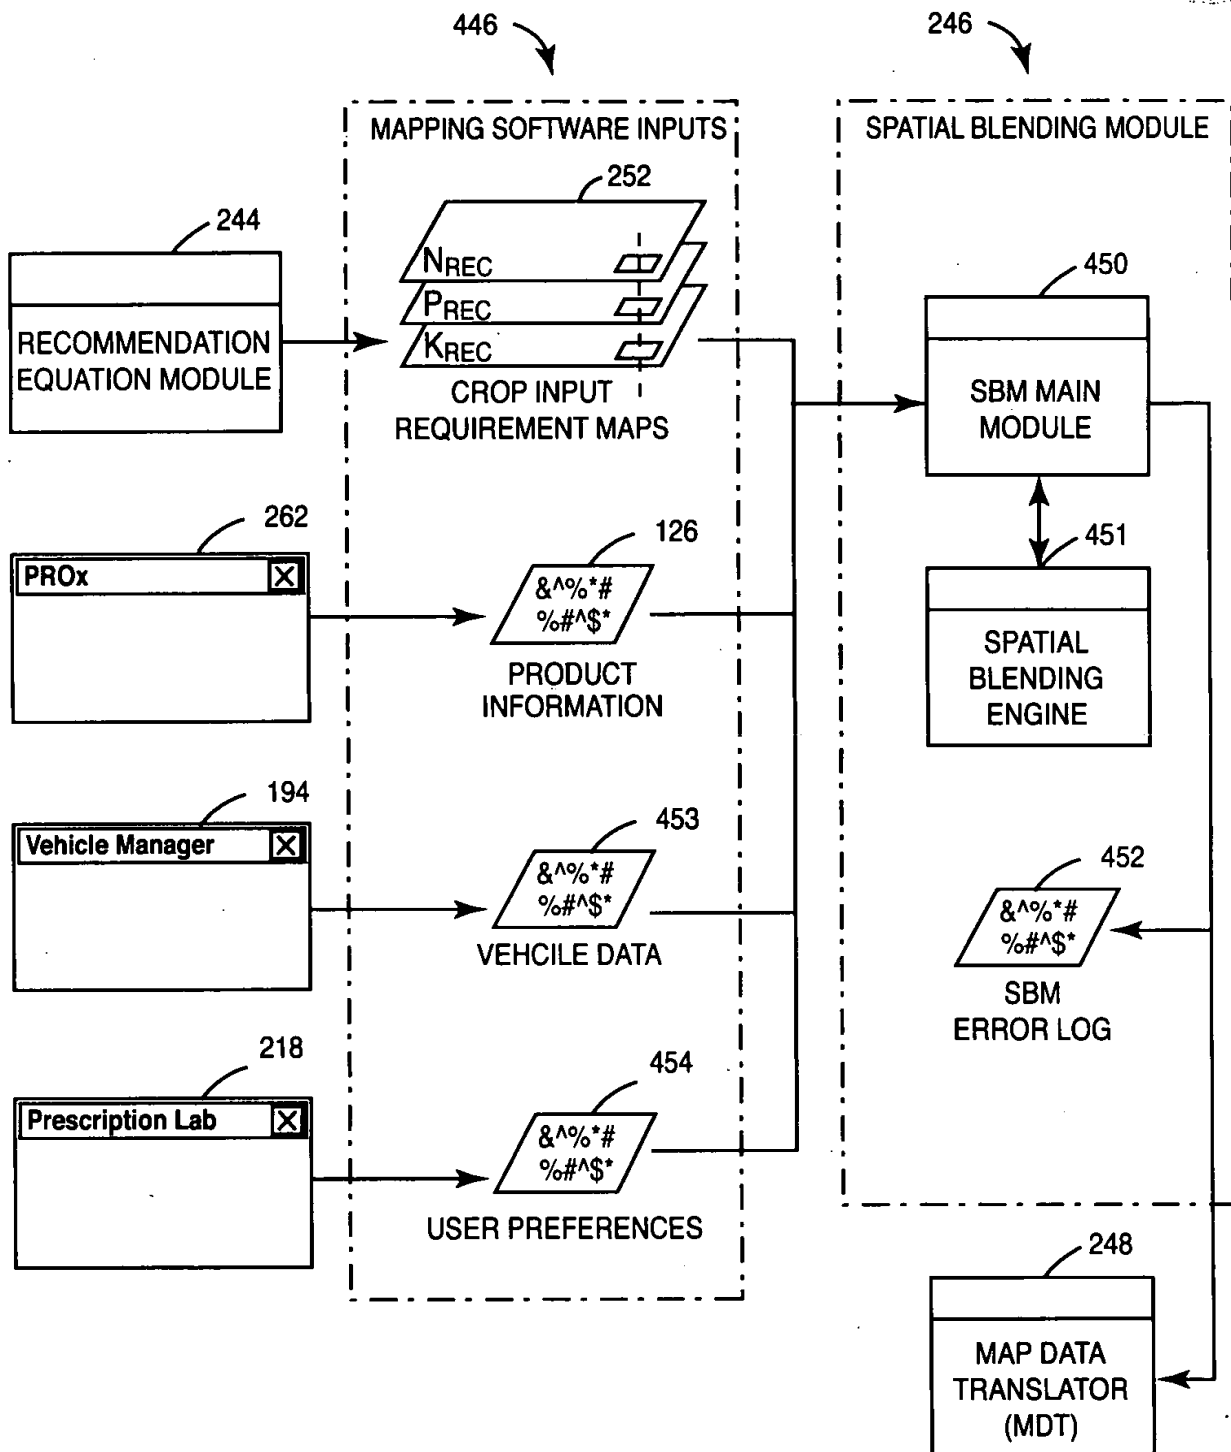 446
246
MAPPING SOFTWARE INPUTS
SPATIAL BLENDING MODULE
252
244
NREC
PREC
KREC
RECOMMENDATION
EQUATION MODULE
CROP INPUT
REQUIREMENT MAPS
450
SBM MAIN
MODULE
262
PROx
X
126
&^%*#
%#^$*
PRODUCT
INFORMATION
451
SPATIAL
BLENDING
ENGINE
194
Vehicle Manager
X
453
&^%*#
%#^$*
VEHCILE DATA
452
&^%*#
%#^$*
SBM
ERROR LOG
218
Prescription Lab
X
454
&^%*#
%#^$*
USER PREFERENCES
248
MAP DATA
TRANSLATOR
(MDT)